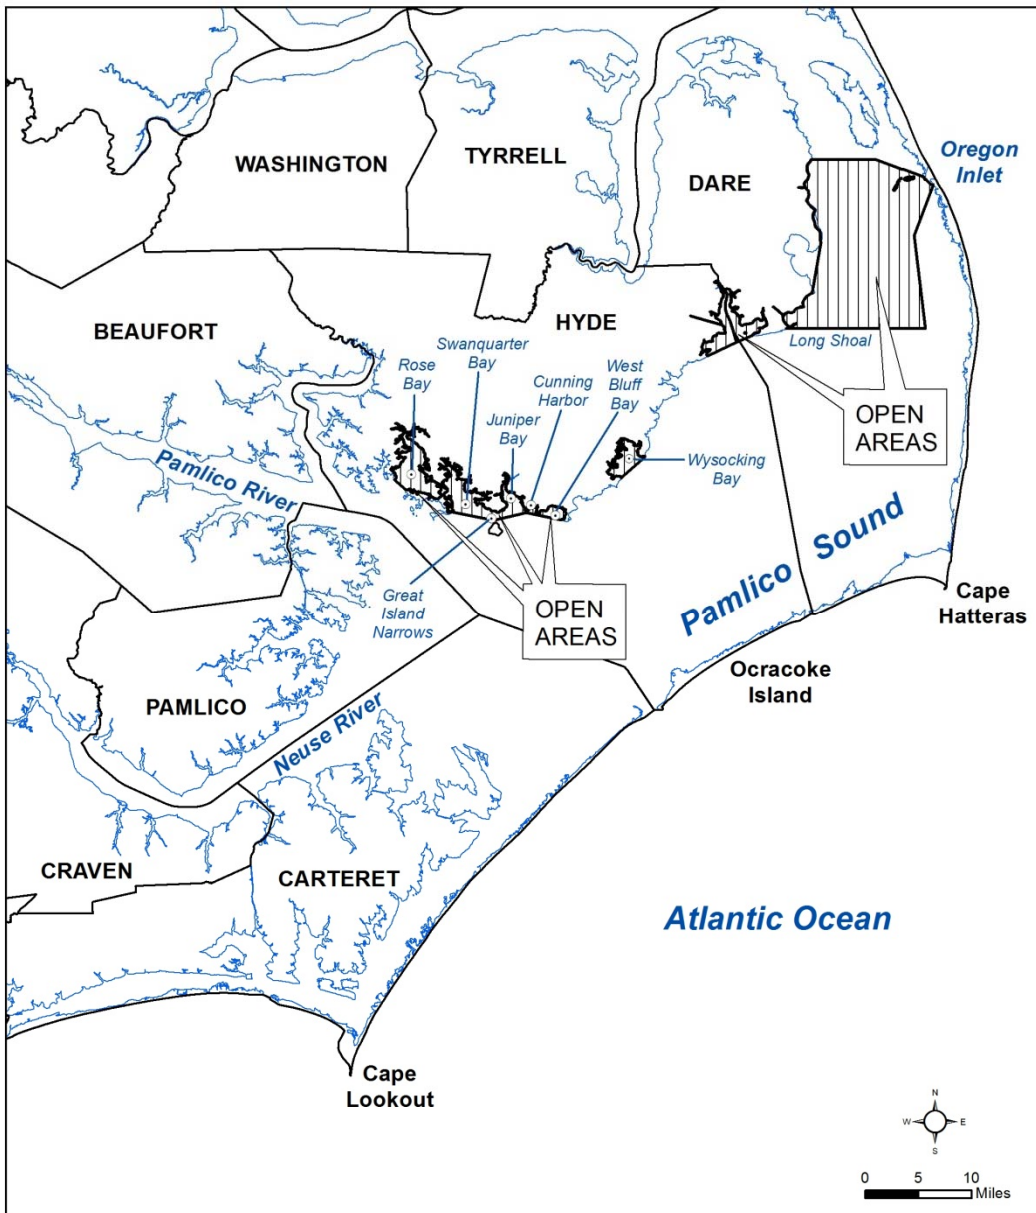 WASHINGTON
TYRRELL
DARE
Oregon
Inlet
BEAUFORT
HYDE
Rose
Bay
Swanquarter
Bay
Juniper
Bay
Cunning
Harbor
West
Bluff
Bay
Long Shoal
OPEN
AREAS
Wysocking
Bay
Pamlico River
Great
Island
Narrows
OPEN
AREAS
Pamlico Sound
Cape
Hatteras
Ocracoke
Island
PAMLICO
Neuse River
CRAVEN
CARTERET
Atlantic Ocean
Cape
Lookout
N
W E
S
0 5 10
Miles